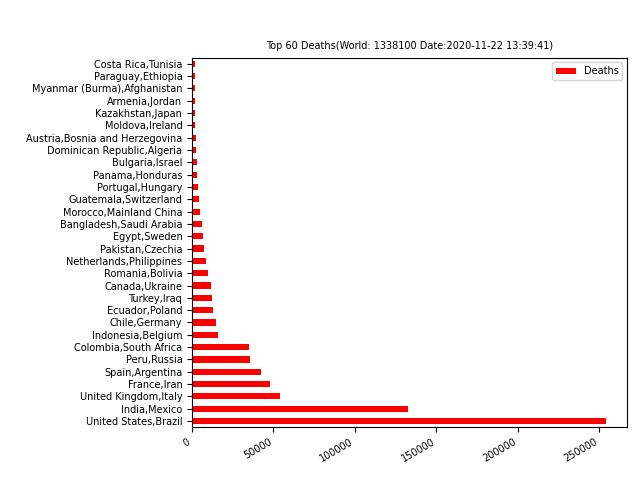 Top 60 Deaths(World: 1338100 Date:2020-11-22 13:39:41)
Deaths
Costa Rica,Tunisia
Paraguay,Ethiopia
Myanmar (Burma),Afghanistan
Armenia,Jordan
Kazakhstan,Japan
Moldova,Ireland
Austria,Bosnia and Herzegovina
Dominican Republic,Algeria
Bulgaria,Israel
Panama,Honduras
Portugal,Hungary
Guatemala,Switzerland
Morocco,Mainland China
Bangladesh,Saudi Arabia
Egypt,Sweden
Pakistan,Czechia
Netherlands,Philippines
Romania,Bolivia
Canada,Ukraine
Turkey,Iraq
Ecuador,Poland
Chile,Germany
Indonesia,Belgium
Colombia,South Africa
Peru,Russia
Spain,Argentina
France,Iran
United Kingdom,Italy
India,Mexico
United States,Brazil
0
50000
100000
150000
200000
250000